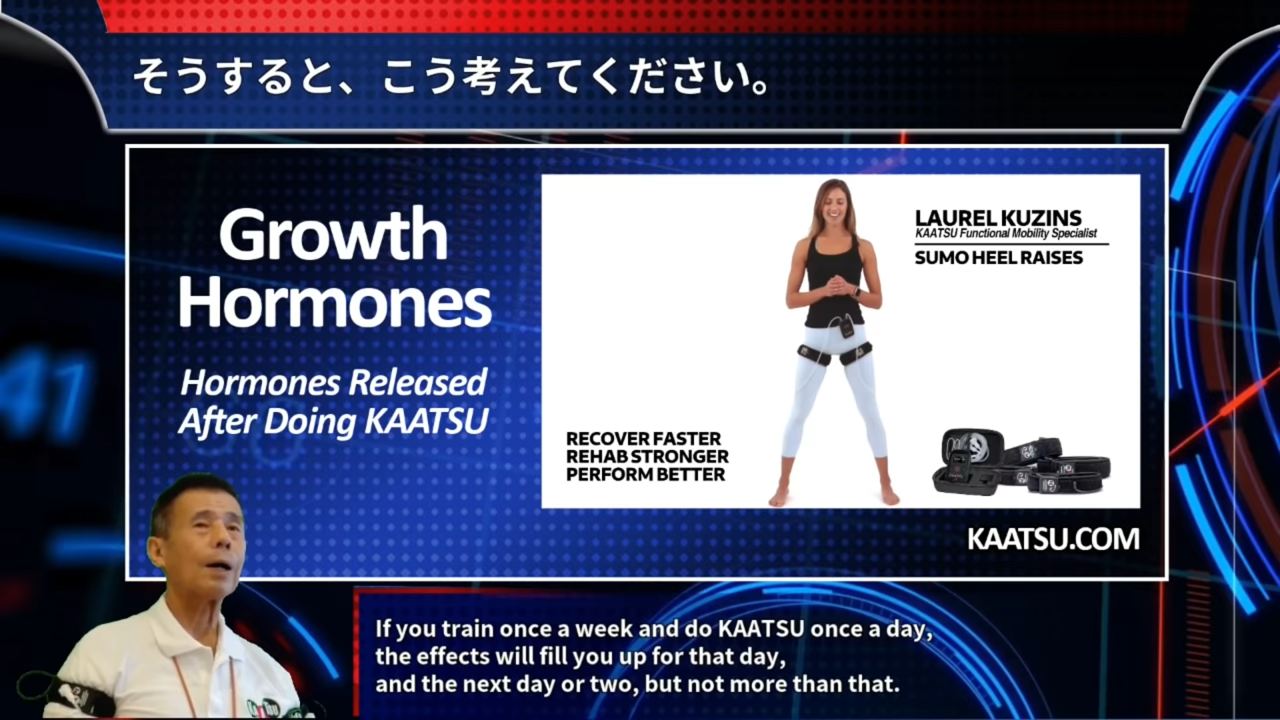 そうすると、こう考えてください。
Growth
Hormones
Hormones Released
After Doing KAATSU
LAUREL KUZINS
KAATSU Functional Mobility Specialist
SUMO HEEL RAISES
RECOVER FASTER
REHAB STRONGER
PERFORM BETTER
KAATSU.COM
41
If you train once a week and do KAATSU once a day,
the effects will fill you up for that day,
and the next day or two, but not more than that.